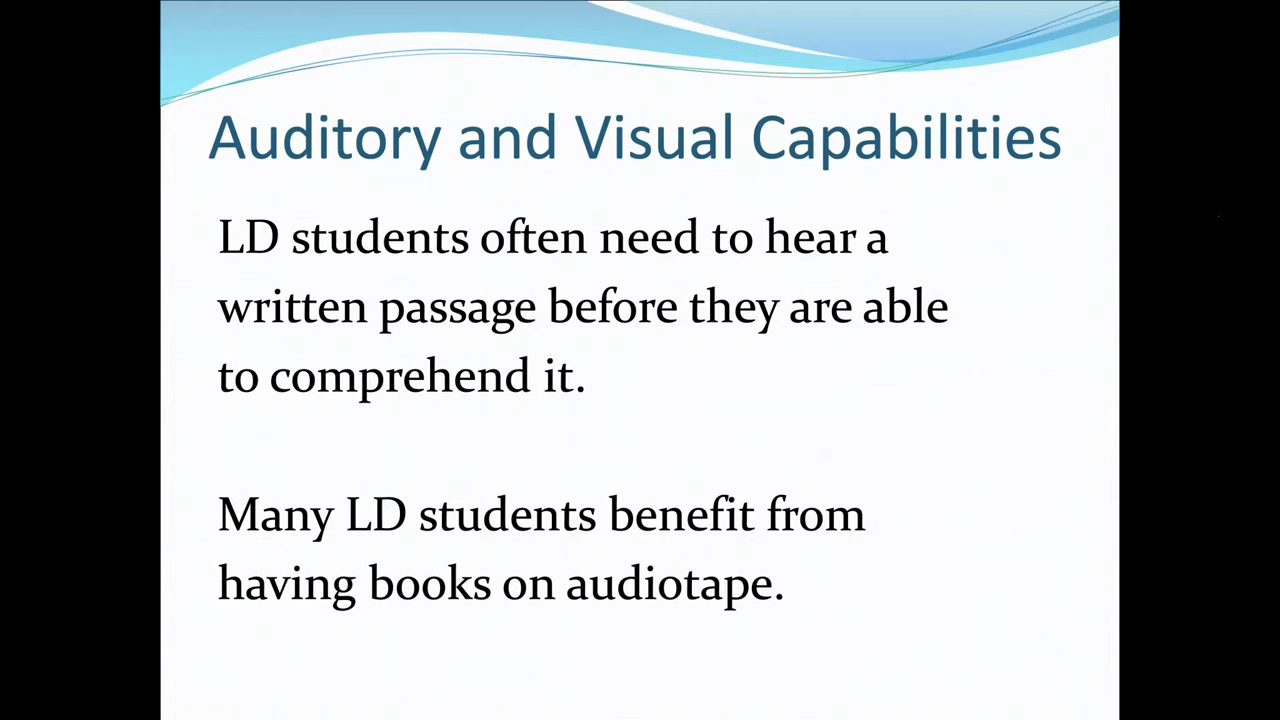 Auditory and Visual Capabilities
LD students often need to hear a
written passage before they are able
to comprehend it.
Many LD students benefit from
having books on audiotape.